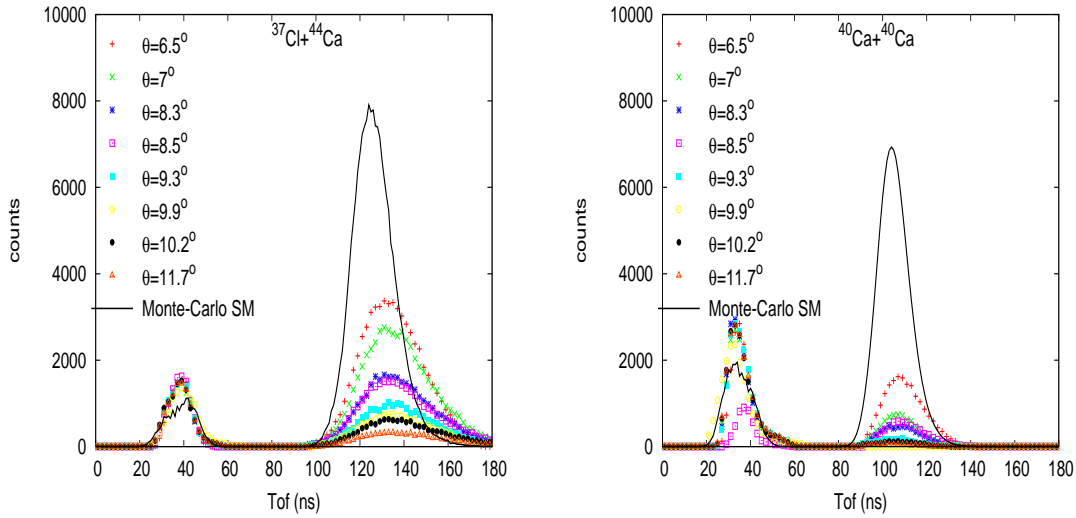 ³⁷Cl+⁴⁴Ca
10000
8000
6000
4000
2000
0
counts
θ=6.5°
θ=7°
θ=8.3°
θ=8.5°
θ=9.3°
θ=9.9°
θ=10.2°
θ=11.7°
Monte-Carlo SM
0 20 40 60 80 100 120 140 160 180
Tof (ns)
⁴⁰Ca+⁴⁰Ca
10000
8000
6000
4000
2000
0
counts
θ=6.5°
θ=7°
θ=8.3°
θ=8.5°
θ=9.3°
θ=9.9°
θ=10.2°
θ=11.7°
Monte-Carlo SM
0 20 40 60 80 100 120 140 160 180
Tof (ns)